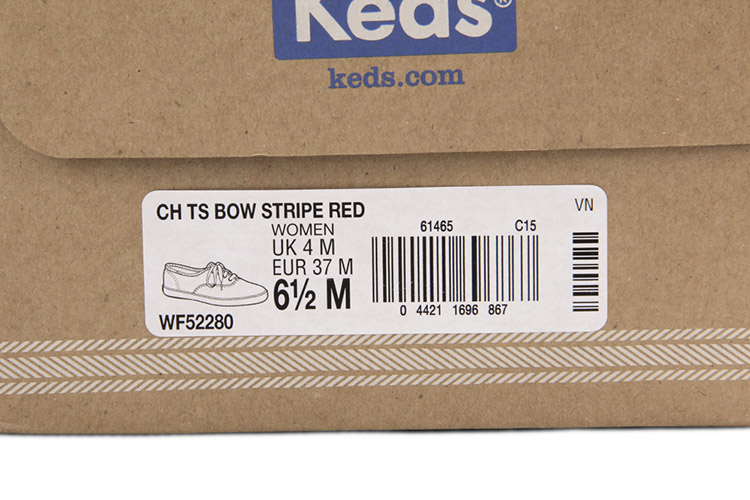 Keds®
keds.com
CH TS BOW STRIPE RED
WOMEN
UK 4 M
EUR 37 M
6½ M
WF52280
61465 C15
0 4421 1696 867
VN